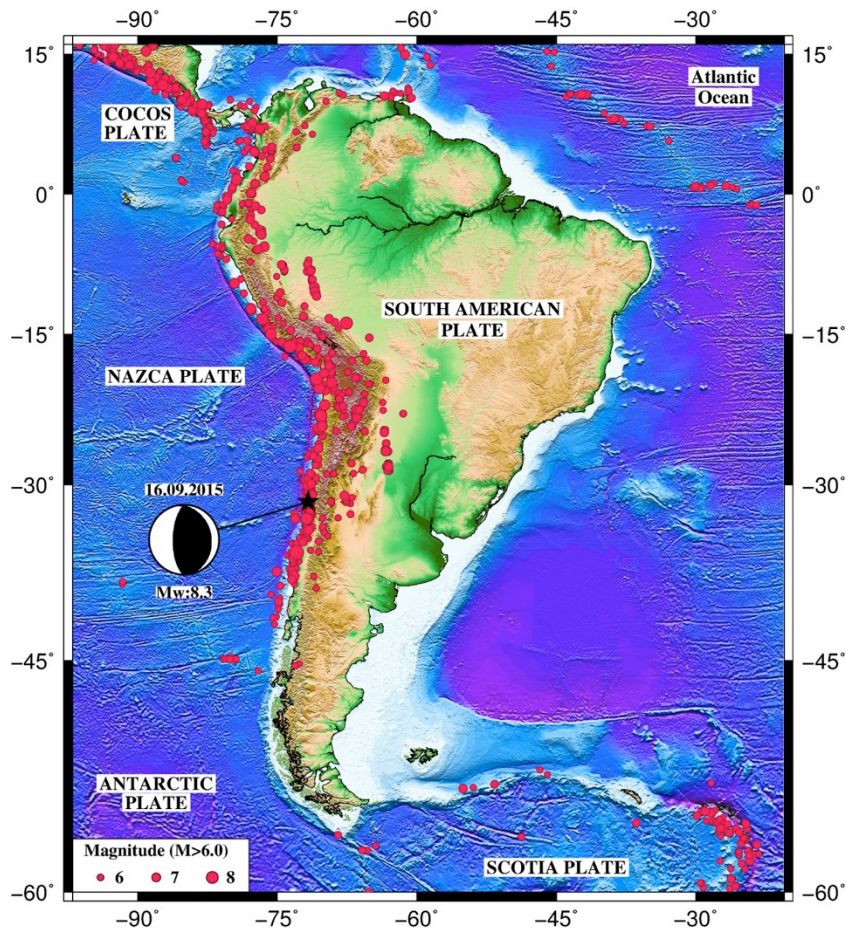 −90° −75° −60° −45° −30°
15° 15°
Atlantic
Ocean
COCOS
PLATE
0° 0°
SOUTH AMERICAN
PLATE
−15° −15°
NAZCA PLATE
−30° −30°
16.09.2015
Mw:8.3
−45° −45°
ANTARCTIC
PLATE
Magnitude (M>6.0)
6 7 8
SCOTIA PLATE
−60° −60°
−90° −75° −60° −45° −30°